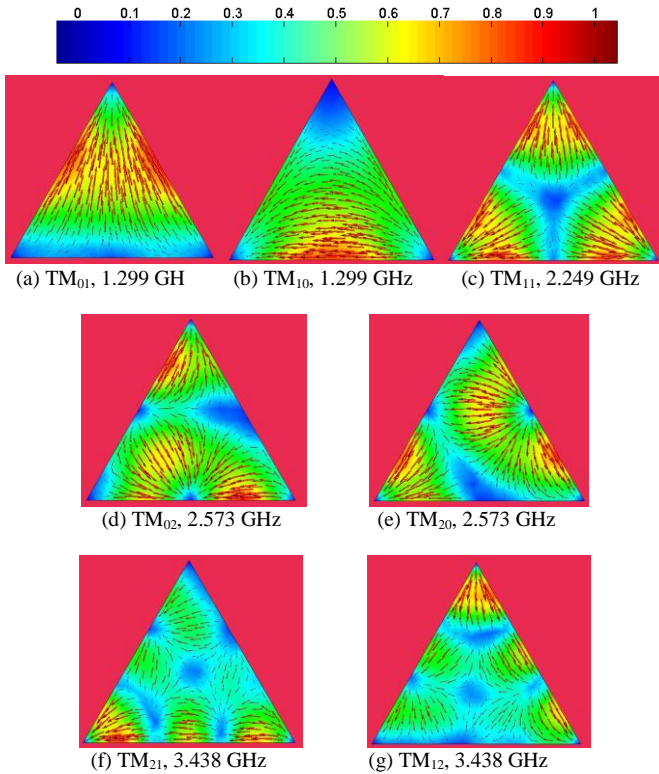 0 0.1 0.2 0.3 0.4 0.5 0.6 0.7 0.8 0.9 1
(a) TM₀₁, 1.299 GH (b) TM₁₀, 1.299 GHz (c) TM₁₁, 2.249 GHz
(d) TM₀₂, 2.573 GHz (e) TM₂₀, 2.573 GHz
(f) TM₂₁, 3.438 GHz (g) TM₁₂, 3.438 GHz